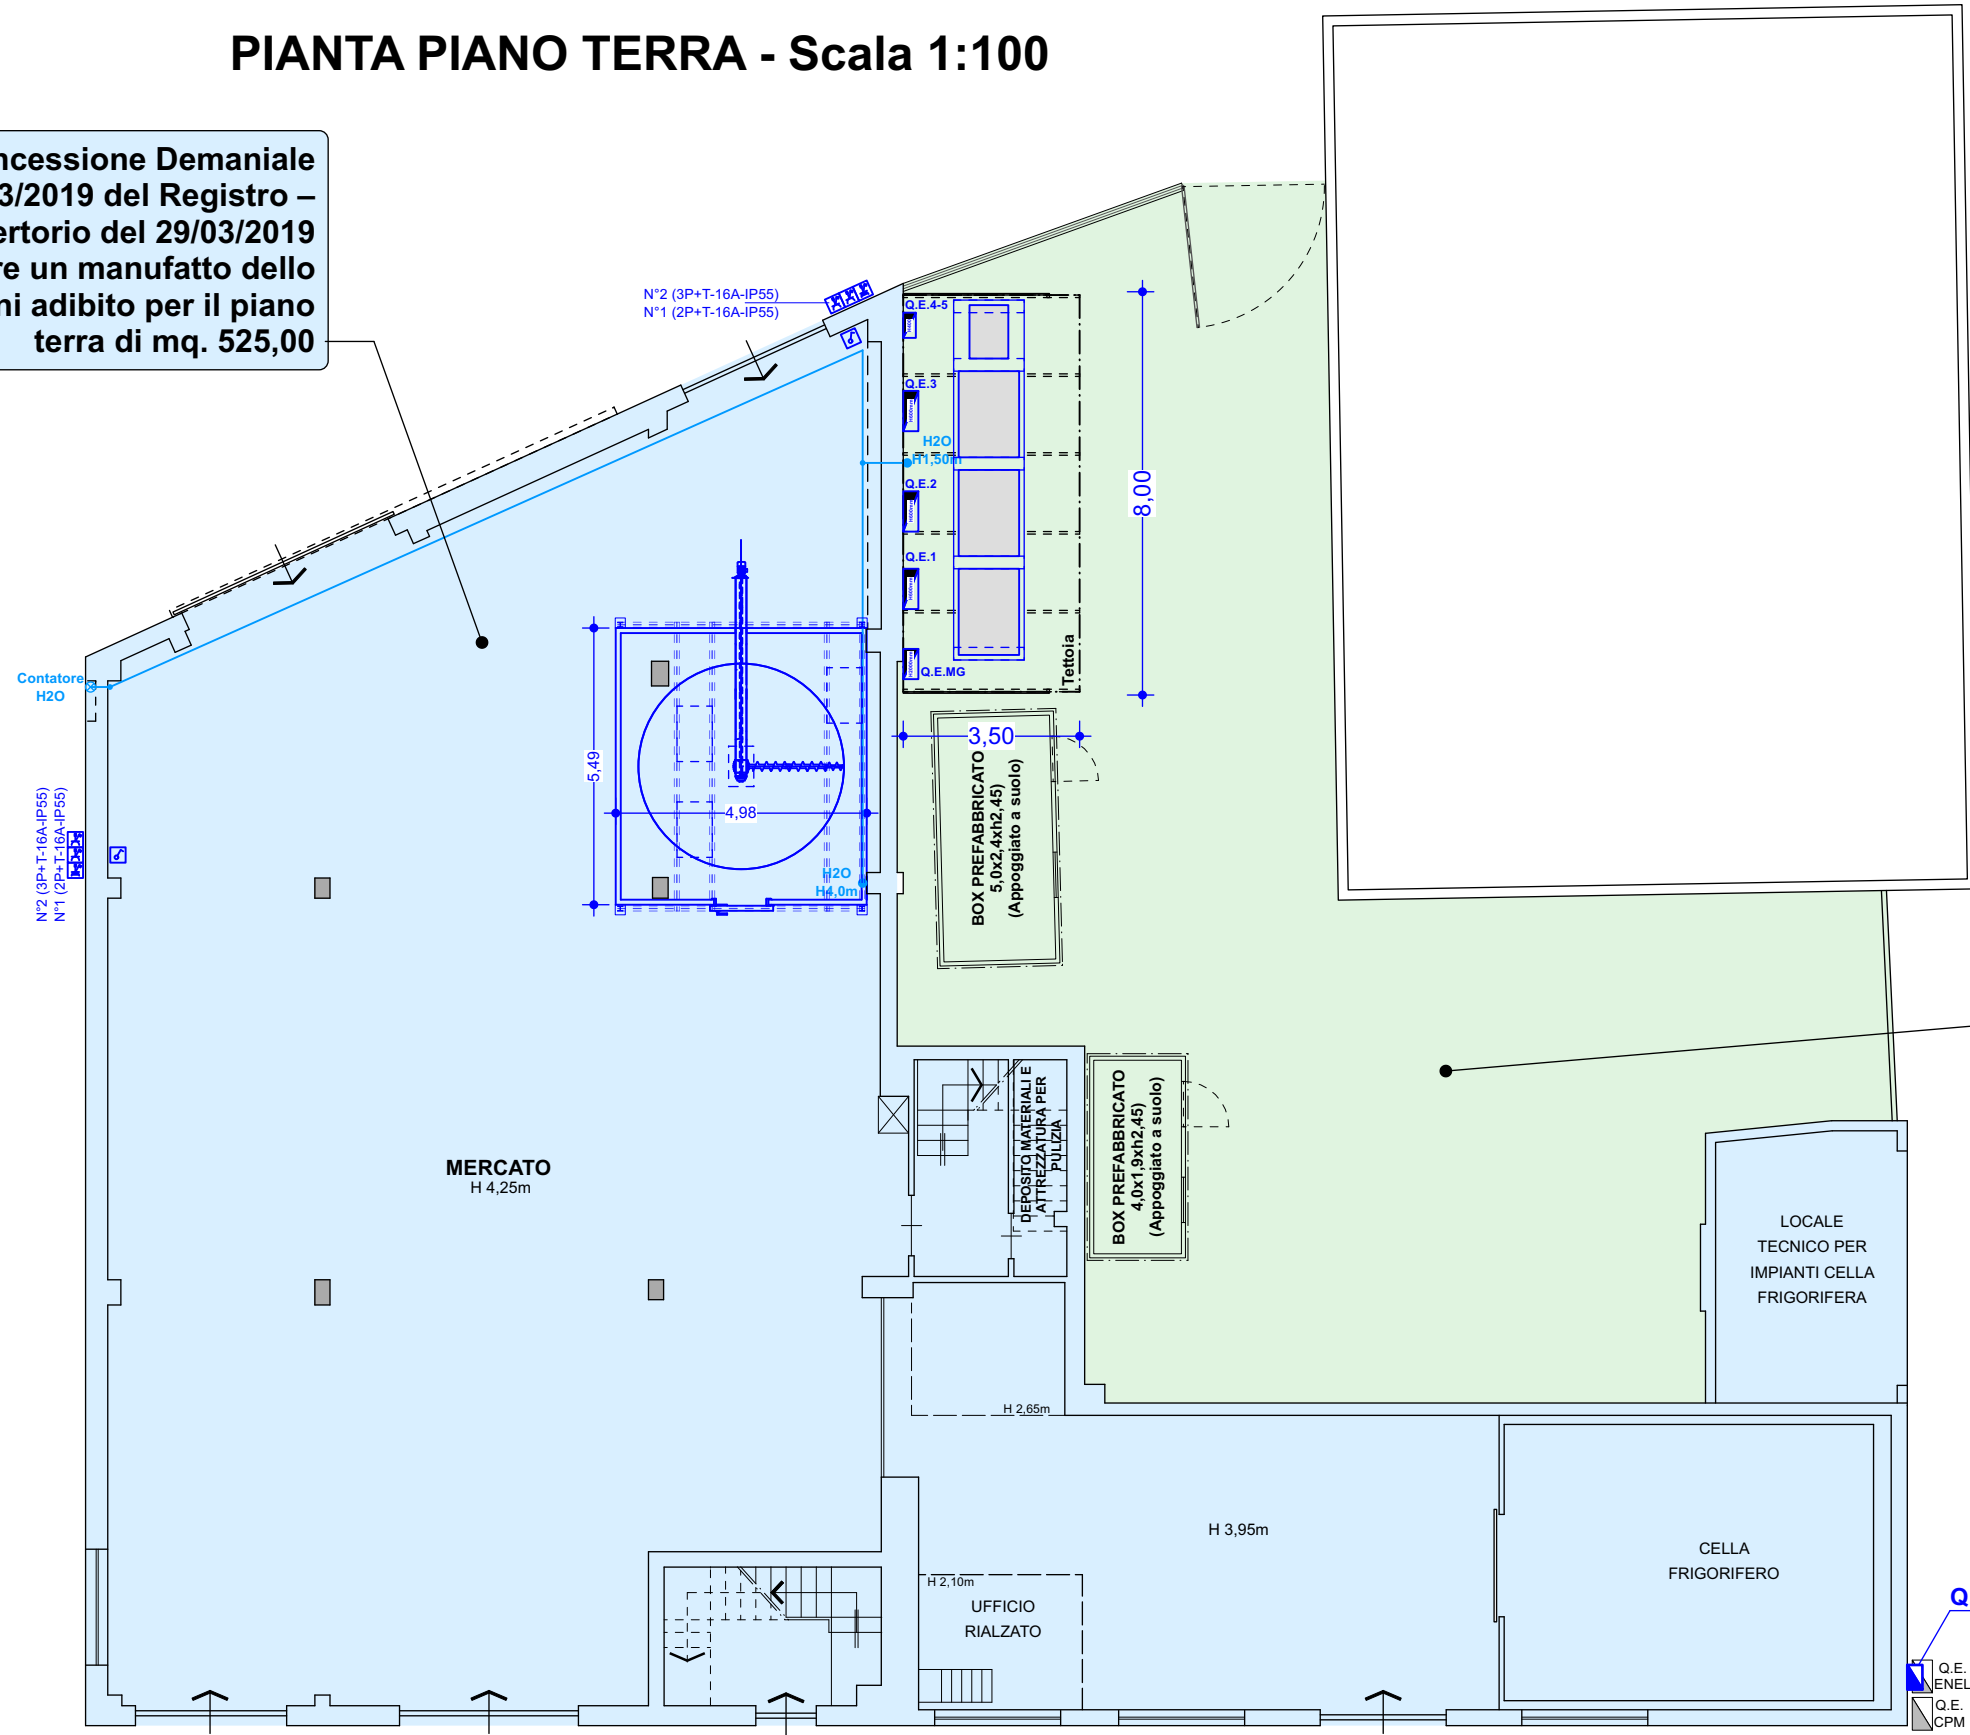 PIANTA PIANO TERRA - Scala 1:100
ncessione Demaniale
3/2019 del Registro –
ertorio del 29/03/2019
re un manufatto dello
ni adibito per il piano
terra di mq. 525,00
N°2 (3P+T-16A-IP55)
N°1 (2P+T-16A-IP55)
Q.E.4-5
Q.E.3
H2O
H1,50m
Q.E.2
Q.E.1
Q.E.MG
Tettoia
8,00
3,50
5,49
4,98
H2O
H4,0m
Contatore
H2O
N°2 (3P+T-16A-IP55)
N°1 (2P+T-16A-IP55)
BOX PREFABBRICATO
5,0x2,4xh2,45)
(Appoggiato a suolo)
DEPOSITO MATERIALI E
ATTREZZATURA PER
PULIZIA
BOX PREFABBRICATO
4,0x1,9xh2,45)
(Appoggiato a suolo)
MERCATO
H 4,25m
LOCALE
TECNICO PER
IMPIANTI CELLA
FRIGORIFERA
H 2,65m
H 3,95m
CELLA
FRIGORIFERO
H 2,10m
UFFICIO
RIALZATO
Q
Q.E.
ENEL
Q.E.
CPM